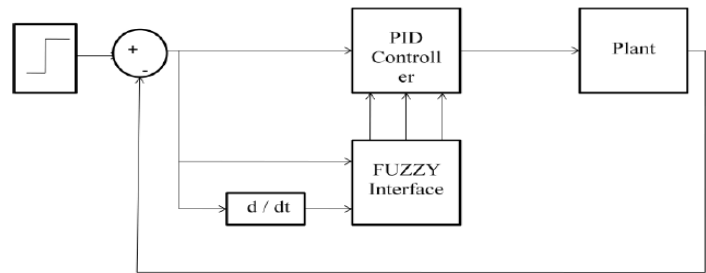 +
-
PID
Controll
er
Plant
FUZZY
Interface
d / dt